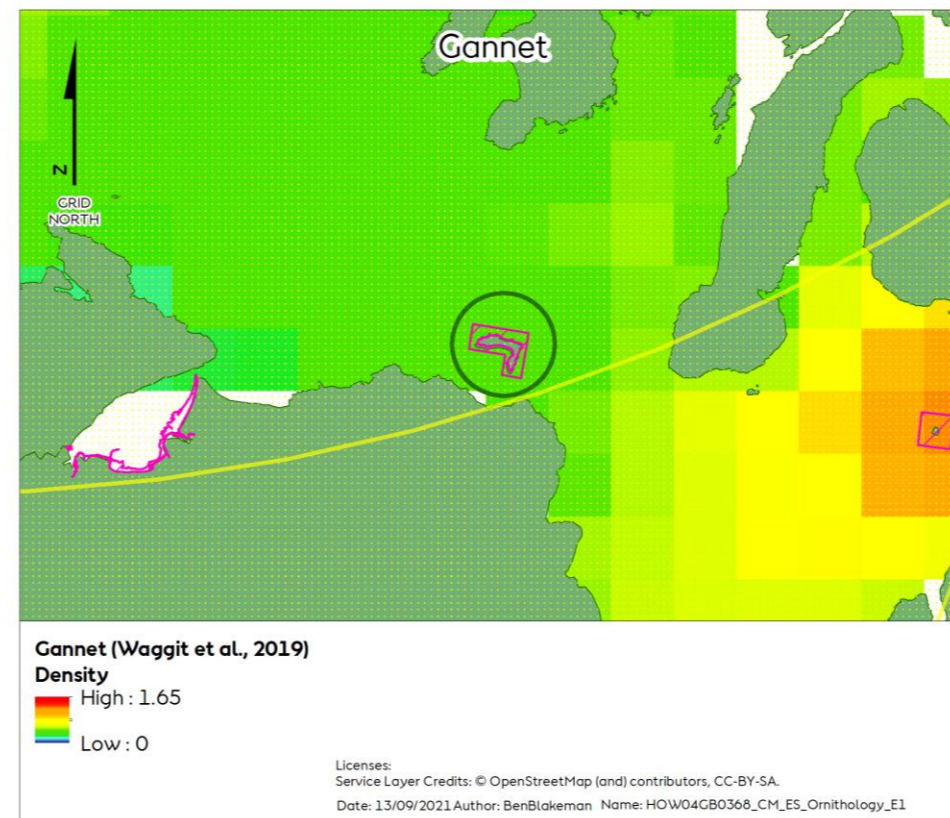 Gannet
N
GRID
NORTH
Gannet (Waggit et al., 2019)
Density
High : 1.65
Low : 0
Licenses:
Service Layer Credits: © OpenStreetMap (and) contributors, CC-BY-SA.
Date: 13/09/2021 Author: BenBlakeman Name: HOW04GB0368_CM_ES_Ornithology_E1